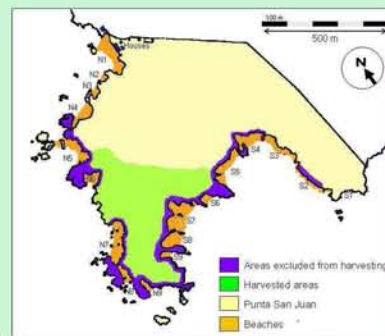 100 m
500 m
N
Houses
N1
N2
N3
N4
N5
S4
S3
S5
S2
S1
S6
S7
N7
S8
S9
N8
N9
Areas excluded from harvesting
Harvested areas
Punta San Juan
Beaches